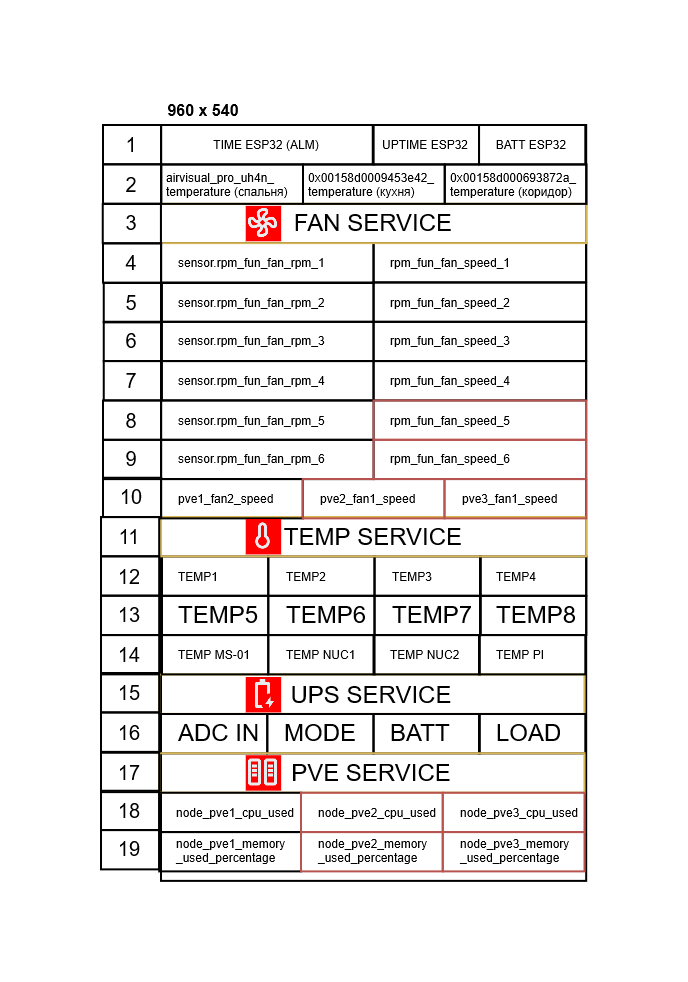 960 x 540
1 TIME ESP32 (ALM) UPTIME ESP32 BATT ESP32
2 airvisual_pro_uh4n_ 0x00158d0009453e42_ 0x00158d000693872a_
temperature (спальня) temperature (кухня) temperature (коридор)
3 FAN SERVICE
4 sensor.rpm_fun_fan_rpm_1 rpm_fun_fan_speed_1
5 sensor.rpm_fun_fan_rpm_2 rpm_fun_fan_speed_2
6 sensor.rpm_fun_fan_rpm_3 rpm_fun_fan_speed_3
7 sensor.rpm_fun_fan_rpm_4 rpm_fun_fan_speed_4
8 sensor.rpm_fun_fan_rpm_5 rpm_fun_fan_speed_5
9 sensor.rpm_fun_fan_rpm_6 rpm_fun_fan_speed_6
10 pve1_fan2_speed pve2_fan1_speed pve3_fan1_speed
11 TEMP SERVICE
12 TEMP1 TEMP2 TEMP3 TEMP4
13 TEMP5 TEMP6 TEMP7 TEMP8
14 TEMP MS-01 TEMP NUC1 TEMP NUC2 TEMP PI
15 UPS SERVICE
16 ADC IN MODE BATT LOAD
17 PVE SERVICE
18 node_pve1_cpu_used node_pve2_cpu_used node_pve3_cpu_used
19 node_pve1_memory node_pve2_memory node_pve3_memory
_used_percentage _used_percentage _used_percentage